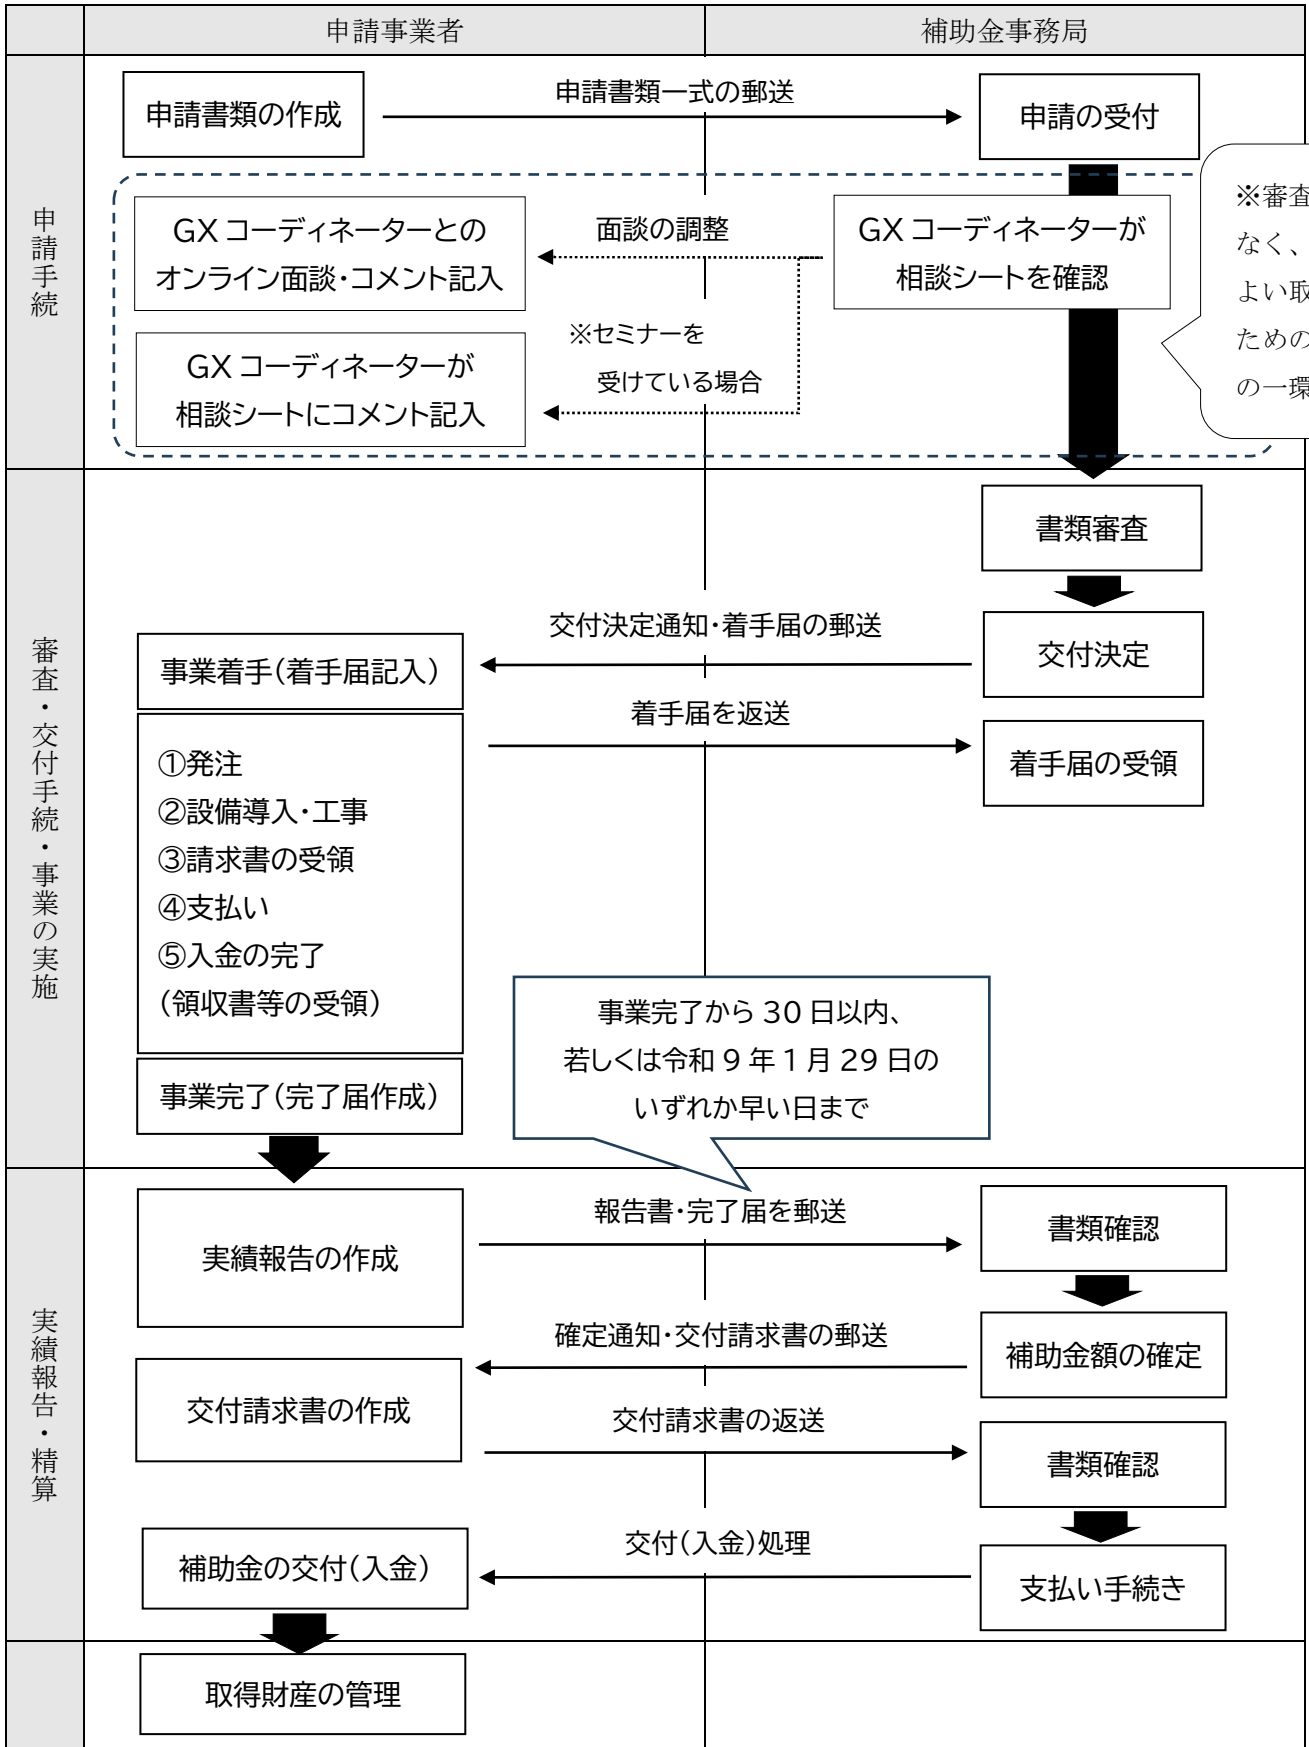 申請事業者
補助金事務局
申請手続
申請書類の作成
申請書類一式の郵送
申請の受付
GXコーディネーターとの
オンライン面談・コメント記入
面談の調整
GXコーディネーターが
相談シートを確認
※審査
なく、
よい取
ための
の一環
※セミナーを
受けている場合
GXコーディネーターが
相談シートにコメント記入
審査・交付手続・事業の実施
書類審査
交付決定通知・着手届の郵送
交付決定
事業着手(着手届記入)
着手届を返送
着手届の受領
①発注
②設備導入・工事
③請求書の受領
④支払い
⑤入金の完了
(領収書等の受領)
事業完了から 30 日以内、
若しくは令和 9 年 1 月 29 日の
いずれか早い日まで
事業完了(完了届作成)
実績報告・精算
実績報告の作成
報告書・完了届を郵送
書類確認
確定通知・交付請求書の郵送
補助金額の確定
交付請求書の作成
交付請求書の返送
書類確認
補助金の交付(入金)
交付(入金)処理
支払い手続き
取得財産の管理